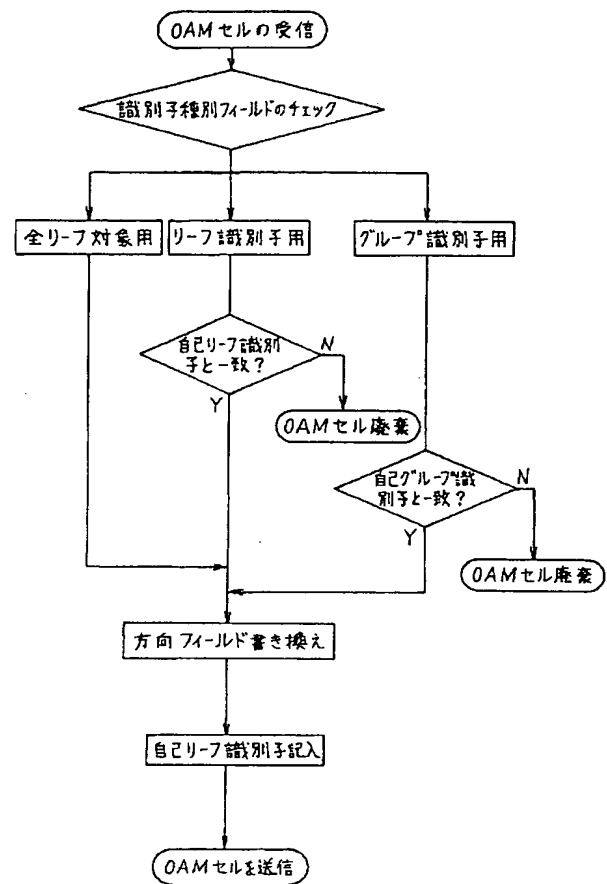 OAMセルの受信
識別子種別フィールドのチェック
全リーフ対象用
リーフ識別子用
グループ識別子用
自己リーフ識別
子と一致?
N
Y
OAMセル廃棄
自己グループ識
別子と一致?
N
Y
OAMセル廃棄
方向フィールド書き換え
自己リーフ識別子記入
OAMセルを送信